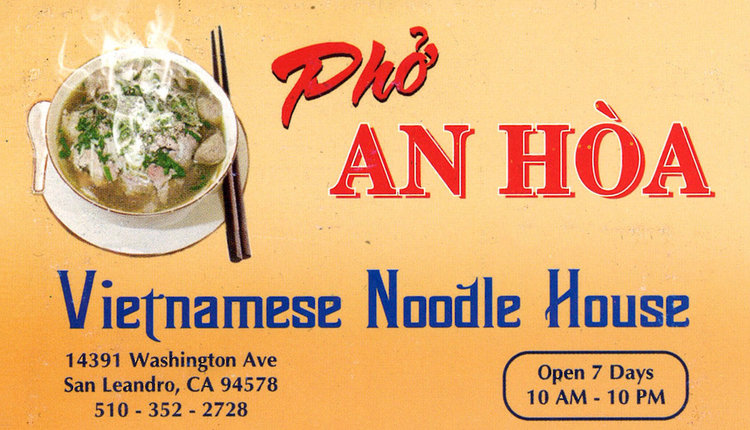 Phở
AN HÒA
Vietnamese Noodle House
14391 Washington Ave
San Leandro, CA 94578
510 - 352 - 2728
Open 7 Days
10 AM - 10 PM